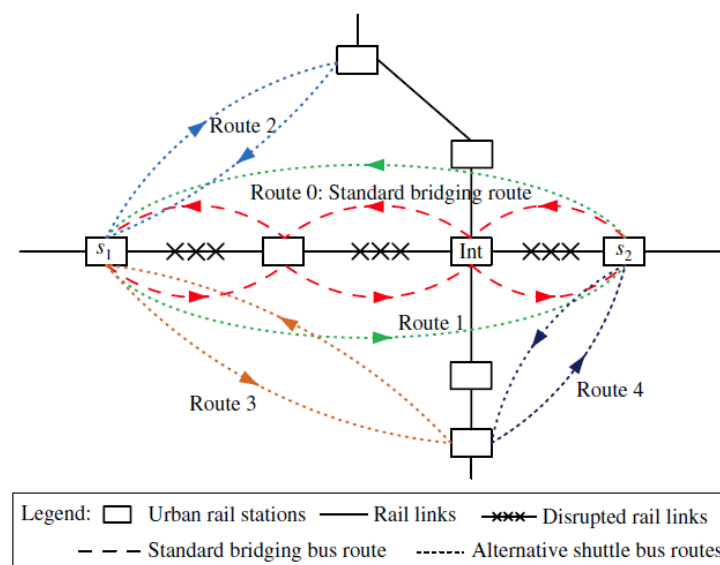 Route 2
Route 0: Standard bridging route
s1
Int
s2
Route 1
Route 3
Route 4
Legend: Urban rail stations Rail links Disrupted rail links
Standard bridging bus route Alternative shuttle bus routes